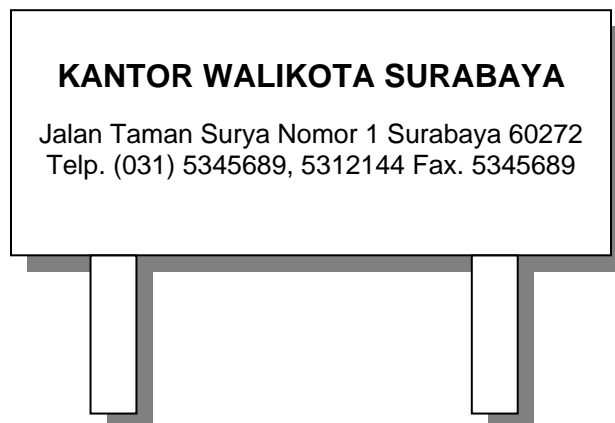 KANTOR WALIKOTA SURABAYA
Jalan Taman Surya Nomor 1 Surabaya 60272
Telp. (031) 5345689, 5312144 Fax. 5345689